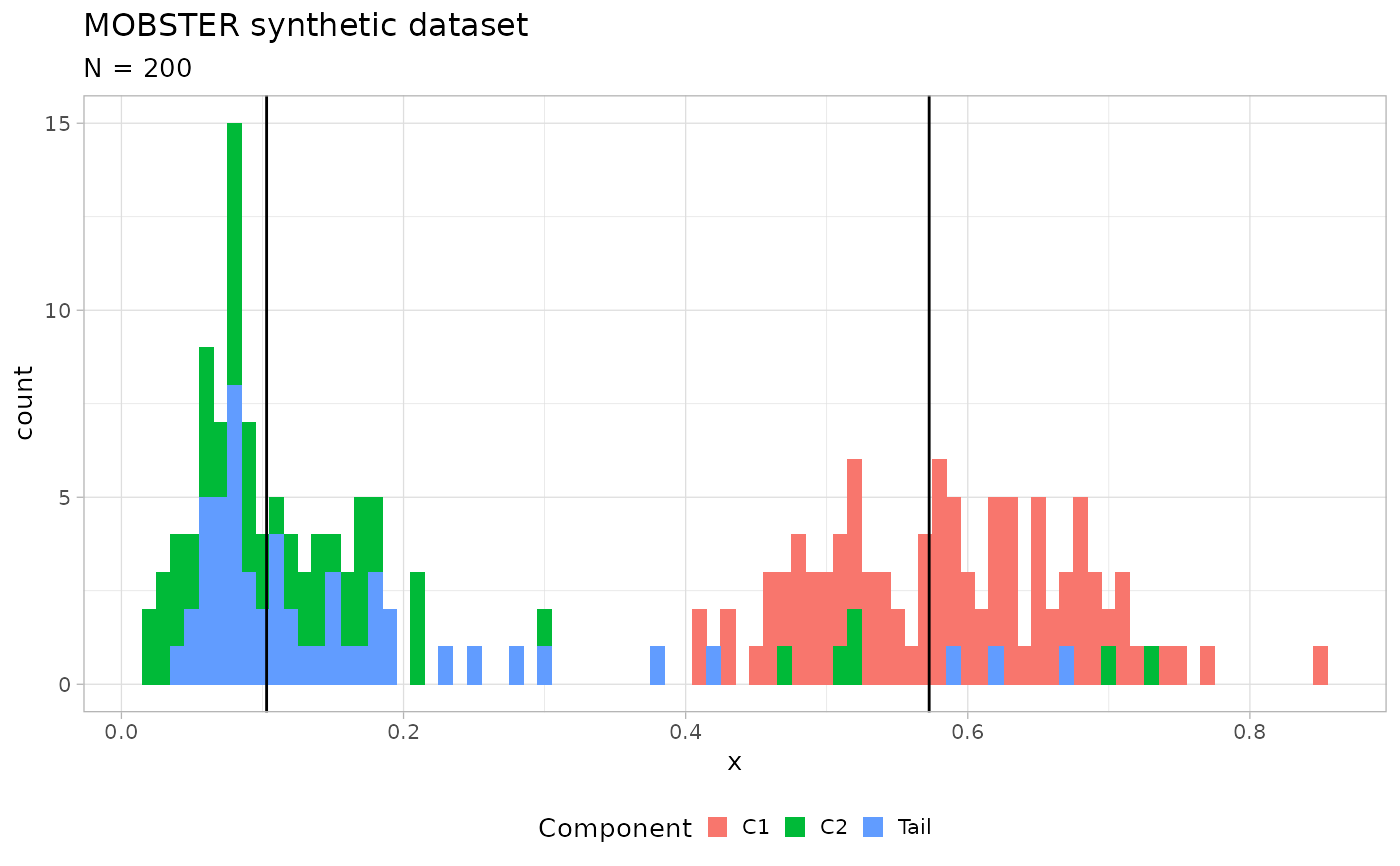 MOBSTER synthetic dataset
N = 200
15
10
5
0
count
0.0 0.2 0.4 0.6 0.8
x
Component C1 C2 Tail